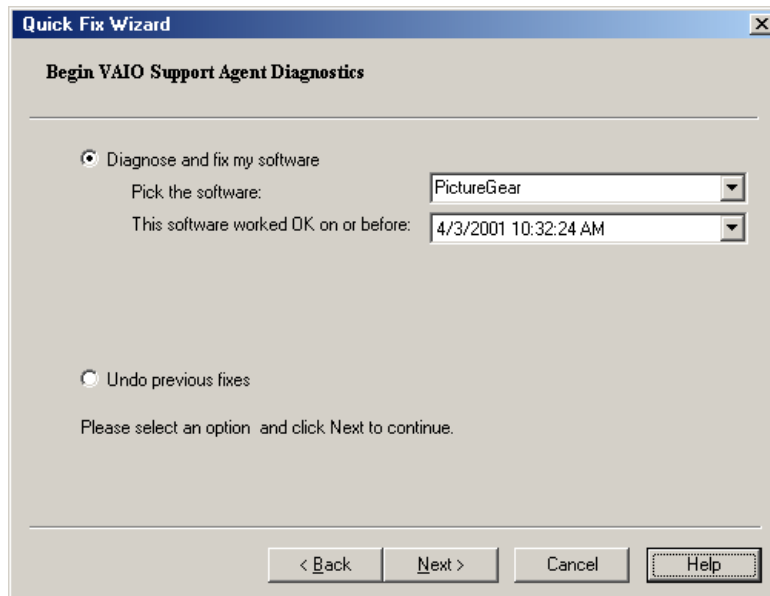 Quick Fix Wizard
Begin VAIO Support Agent Diagnostics
Diagnose and fix my software
Pick the software: PictureGear
This software worked OK on or before: 4/3/2001 10:32:24 AM
Undo previous fixes
Please select an option and click Next to continue.
< Back Next > Cancel Help